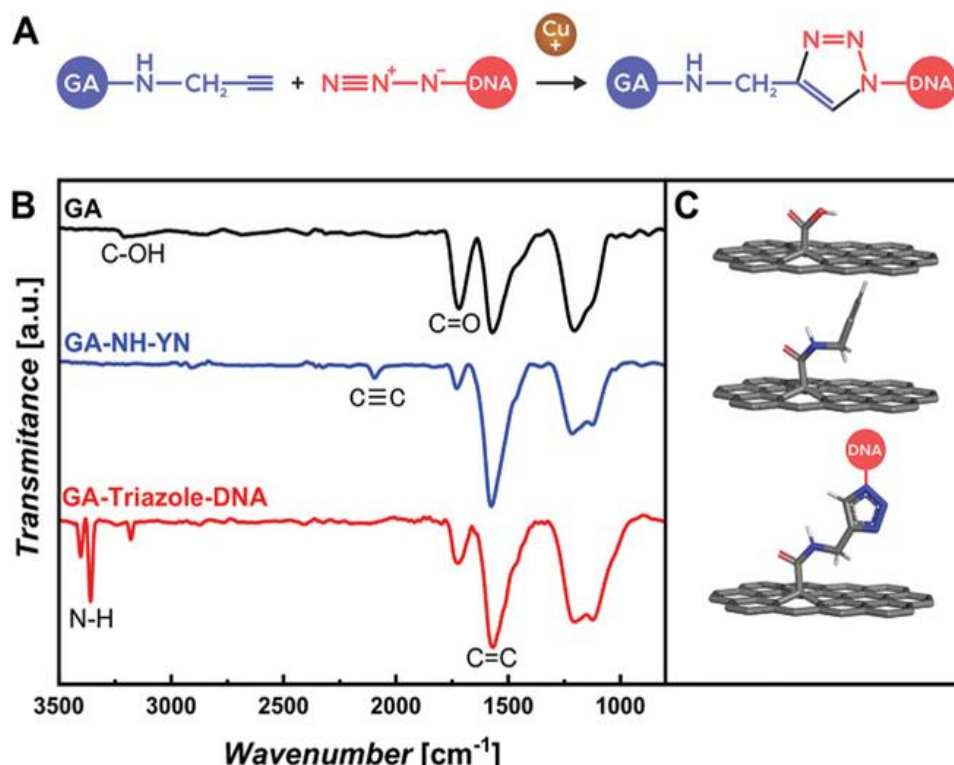 A
Cu
+
GA H N CH₂ + N≡N⁺ N⁻ DNA GA H N CH₂ N=N N DNA
B
GA
C-OH
C=O
GA-NH-YN
C≡C
GA-Triazole-DNA
N-H
C=C
Transmitance [a.u.]
3500 3000 2500 2000 1500 1000
Wavenumber [cm⁻¹]
C
DNA